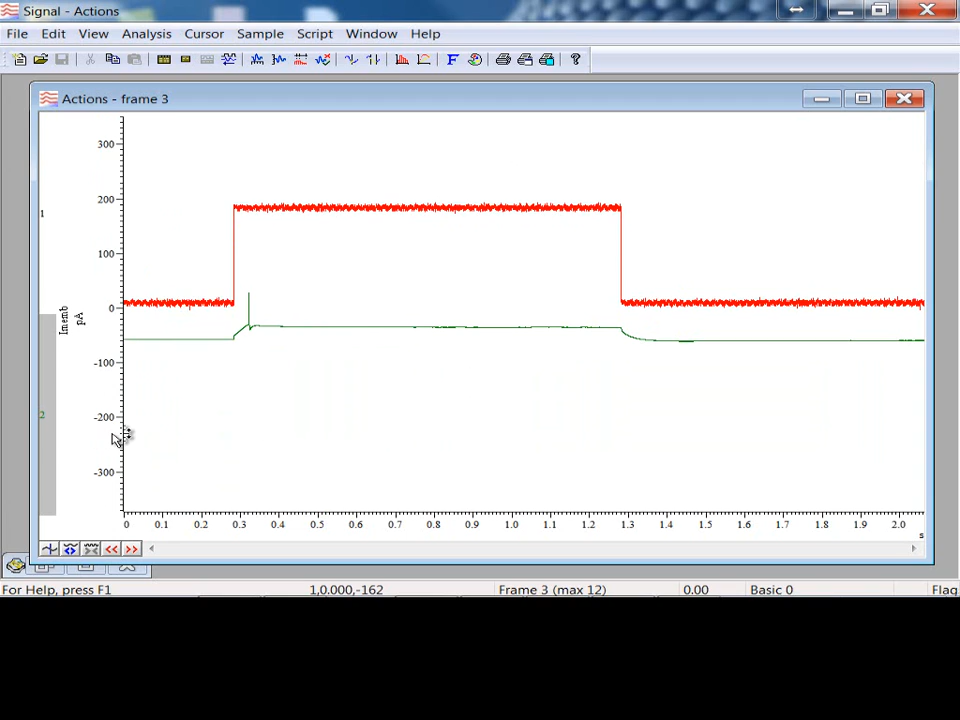 Signal - Actions
File Edit View Analysis Cursor Sample Script Window Help
F ?
Actions - frame 3
300
200
100
0
-100
-200
-300
1
2
Imemb
pA
0 0.1 0.2 0.3 0.4 0.5 0.6 0.7 0.8 0.9 1.0 1.1 1.2 1.3 1.4 1.5 1.6 1.7 1.8 1.9 2.0
s
For Help, press F1 1,0.000,-162 Frame 3 (max 12) 0.00 Basic 0 Flag